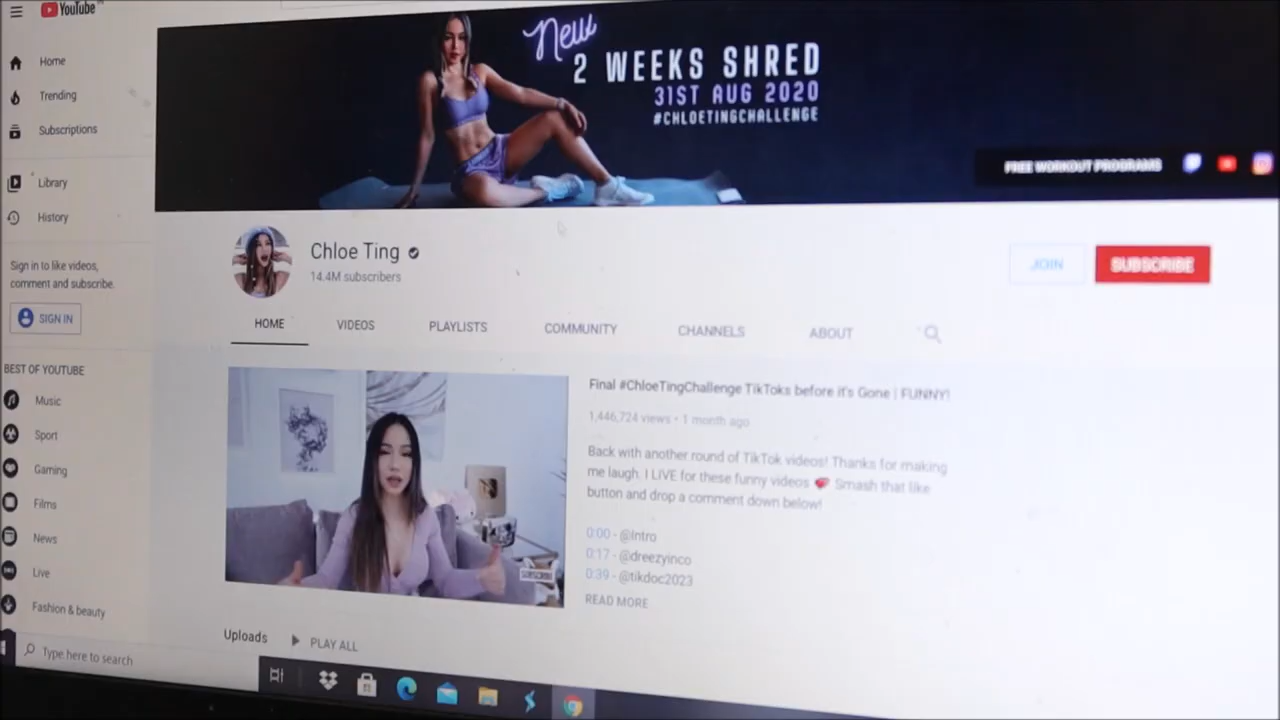 YouTube
New
2 WEEKS SHRED
31ST AUG 2020
#CHLOETINGCHALLENGE
FREE WORKOUT PROGRAMS
Home
Trending
Subscriptions
Library
History
Sign in to like videos,
comment and subscribe.
SIGN IN
BEST OF YOUTUBE
Music
Sport
Gaming
Films
News
Live
Fashion & beauty
Chloe Ting
14.4M subscribers
JOIN
SUBSCRIBE
HOME
VIDEOS
PLAYLISTS
COMMUNITY
CHANNELS
ABOUT
SUBSCRIBE
Final #ChloeTingChallenge TikToks before it's Gone | FUNNY!
1,446,724 views • 1 month ago
Back with another round of TikTok videos! Thanks for making
me laugh. I LIVE for these funny videos 💓 Smash that like
button and drop a comment down below!
0:00 - @Intro
0:17 - @dreezyinco
0:39 - @tikdoc2023
READ MORE
Uploads
PLAY ALL
Type here to search